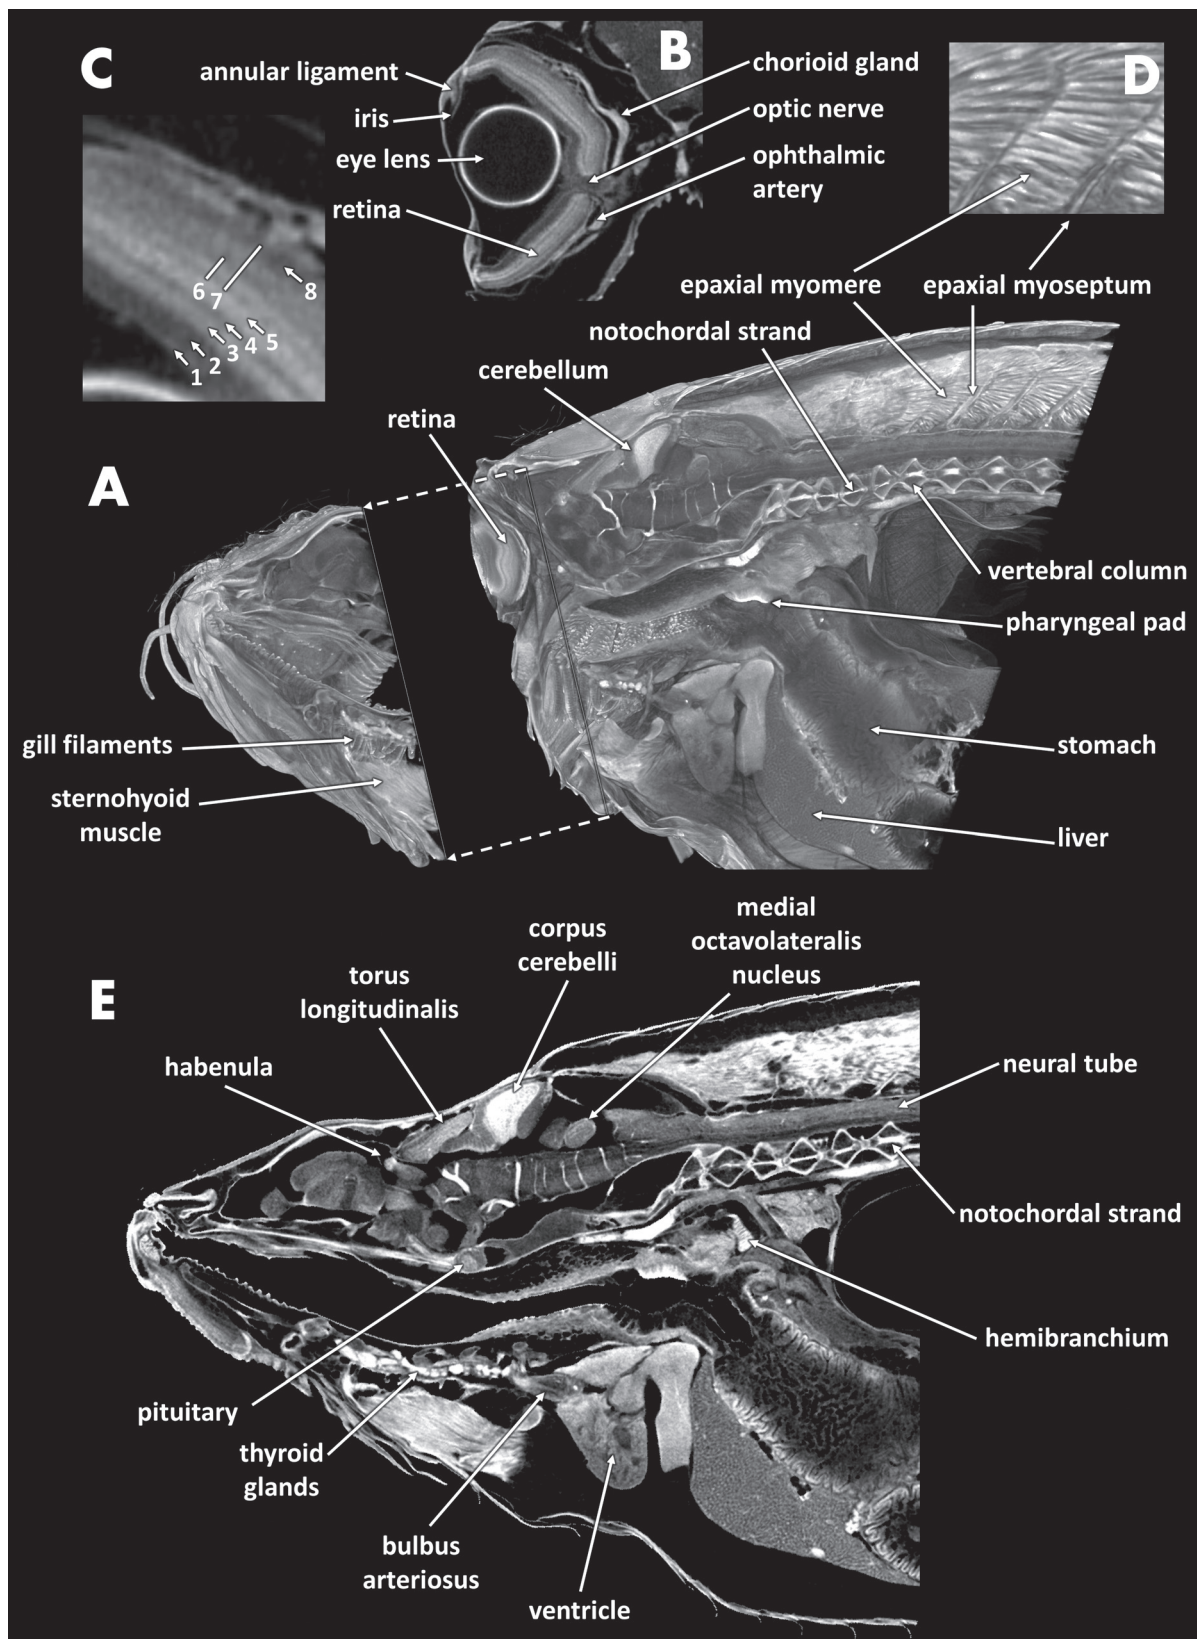 C
B
D
annular ligament
iris
eye lens
retina
chorioid gland
optic nerve
ophthalmic
artery
6
7
8
1
2
3
4
5
epaxial myomere
epaxial myoseptum
notochordal strand
cerebellum
retina
A
vertebral column
pharyngeal pad
gill filaments
sternohyoid
muscle
stomach
liver
E
medial
octavolateralis
nucleus
corpus
cerebelli
torus
longitudinalis
habenula
neural tube
notochordal strand
hemibranchium
pituitary
thyroid
glands
bulbus
arteriosus
ventricle